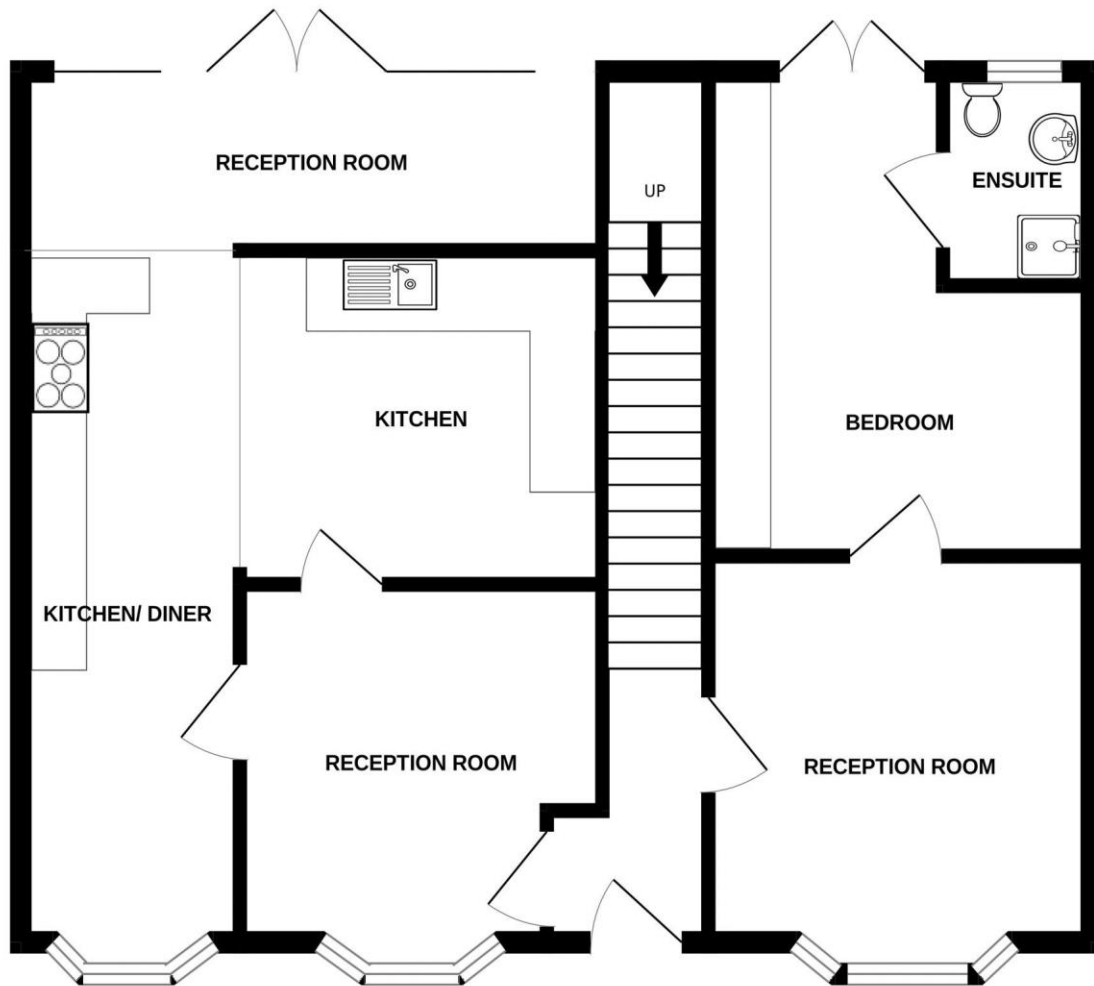 RECEPTION ROOM
UP
ENSUITE
KITCHEN
BEDROOM
KITCHEN/ DINER
RECEPTION ROOM
RECEPTION ROOM